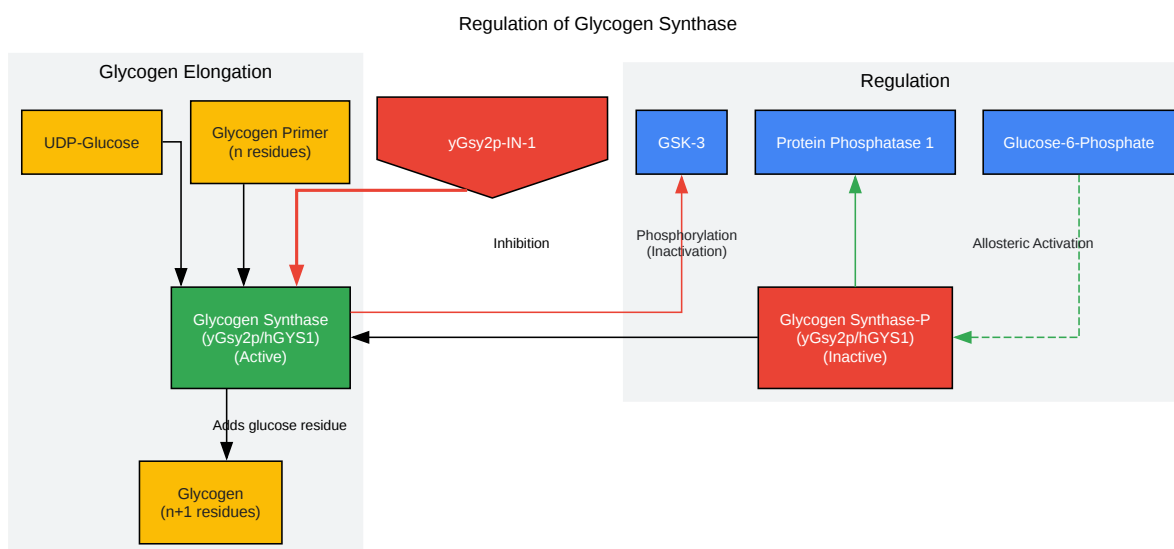 Regulation of Glycogen Synthase
Glycogen Elongation
Regulation
UDP-Glucose
Glycogen Primer
(n residues)
yGsy2p-IN-1
GSK-3
Protein Phosphatase 1
Glucose-6-Phosphate
Inhibition
Phosphorylation
(Inactivation)
Allosteric Activation
Glycogen Synthase
(yGsy2p/hGYS1)
(Active)
Glycogen Synthase-P
(yGsy2p/hGYS1)
(Inactive)
Adds glucose residue
Glycogen
(n+1 residues)